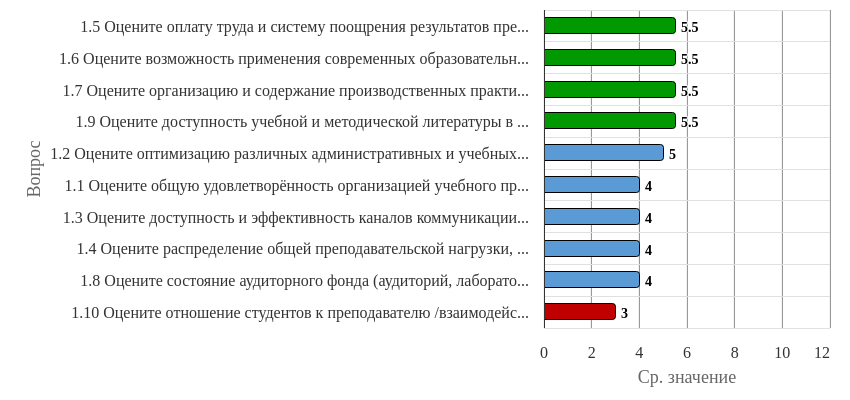 1.5 Оцените оплату труда и систему поощрения результатов пре... 5.5
1.6 Оцените возможность применения современных образовательн... 5.5
1.7 Оцените организацию и содержание производственных практи... 5.5
1.9 Оцените доступность учебной и методической литературы в ... 5.5
1.2 Оцените оптимизацию различных административных и учебных... 5
1.1 Оцените общую удовлетворённость организацией учебного пр... 4
1.3 Оцените доступность и эффективность каналов коммуникации... 4
1.4 Оцените распределение общей преподавательской нагрузки, ... 4
1.8 Оцените состояние аудиторного фонда (аудиторий, лаборато... 4
1.10 Оцените отношение студентов к преподавателю /взаимодейс... 3
Вопрос
0 2 4 6 8 10 12
Ср. значение